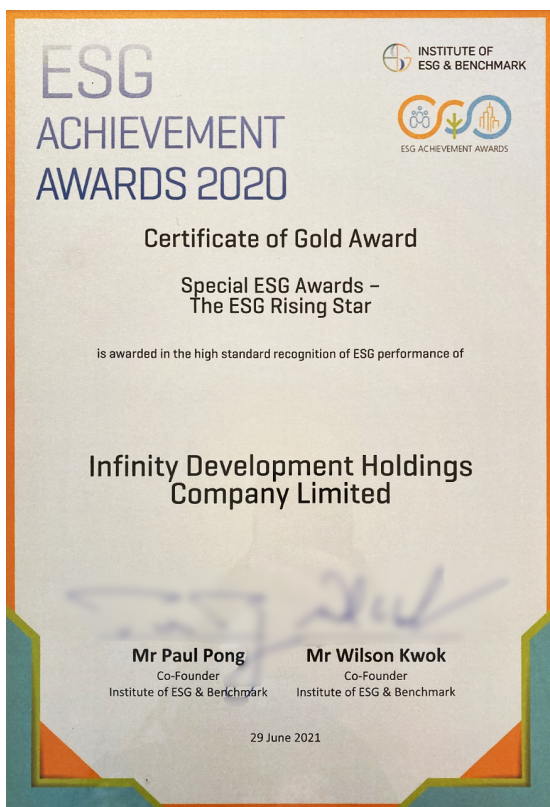 ESG
ACHIEVEMENT
AWARDS 2020
INSTITUTE OF
ESG & BENCHMARK
ESG ACHIEVEMENT AWARDS
Certificate of Gold Award
Special ESG Awards –
The ESG Rising Star
is awarded in the high standard recognition of ESG performance of
Infinity Development Holdings
Company Limited
Mr Paul Pong
Co-Founder
Institute of ESG & Benchmark
Mr Wilson Kwok
Co-Founder
Institute of ESG & Benchmark
29 June 2021